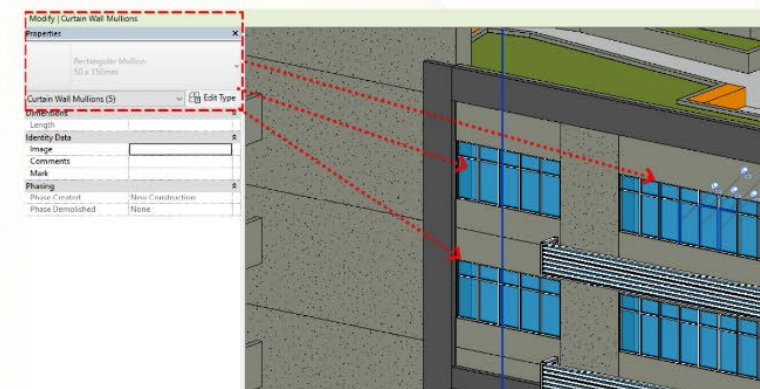 Modify | Curtain Wall Mullions
Properties
Rectangular Mullion
50 x 150mm
Curtain Wall Mullions (5)
Edit Type
Dimensions
Length
Identity Data
Image
Comments
Mark
Phasing
Phase Created New Construction
Phase Demolished None